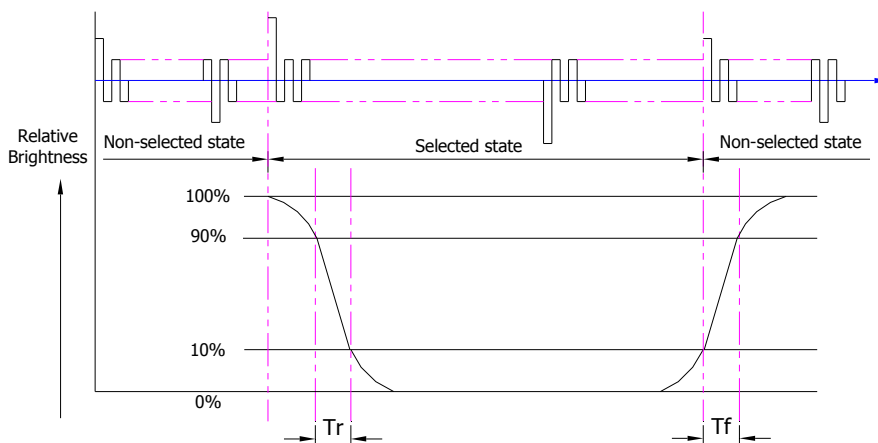 Relative
Brightness
Non-selected state
Selected state
Non-selected state
100%
90%
10%
0%
Tr
Tf